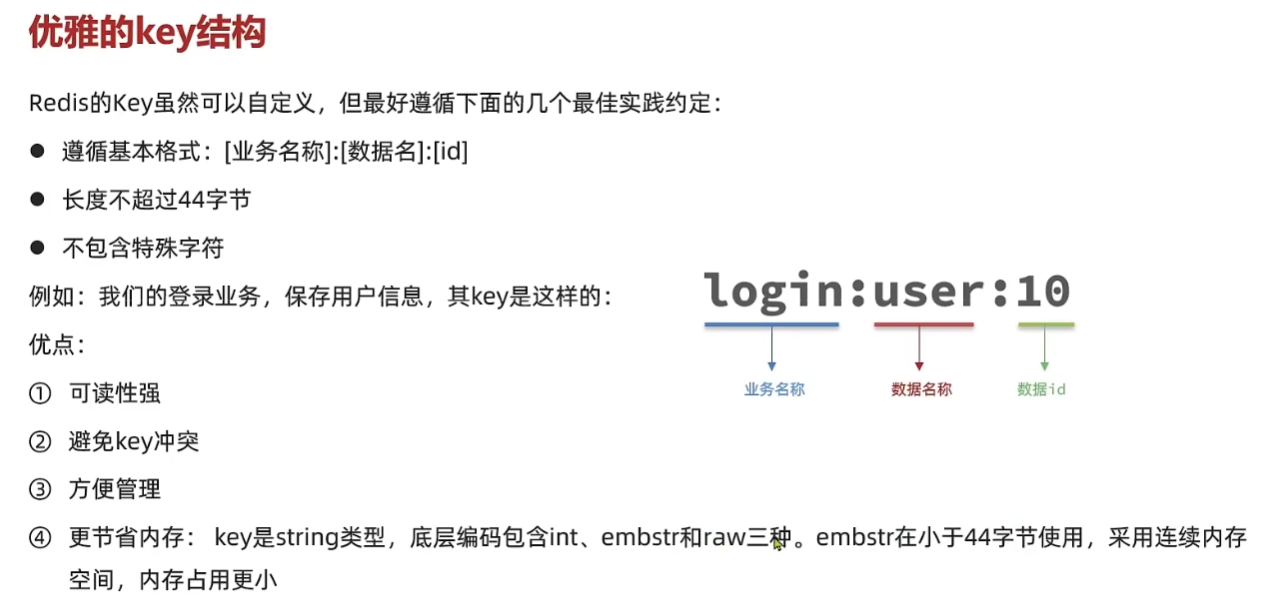 优雅的key结构
Redis的Key虽然可以自定义，但最好遵循下面的几个最佳实践约定：
● 遵循基本格式：[业务名称]:[数据名]:[id]
● 长度不超过44字节
● 不包含特殊字符
例如：我们的登录业务，保存用户信息，其key是这样的：
login:user:10
业务名称 数据名称 数据id
优点：
① 可读性强
② 避免key冲突
③ 方便管理
④ 更节省内存： key是string类型，底层编码包含int、embstr和raw三种。embstr在小于44字节使用，采用连续内存
空间，内存占用更小